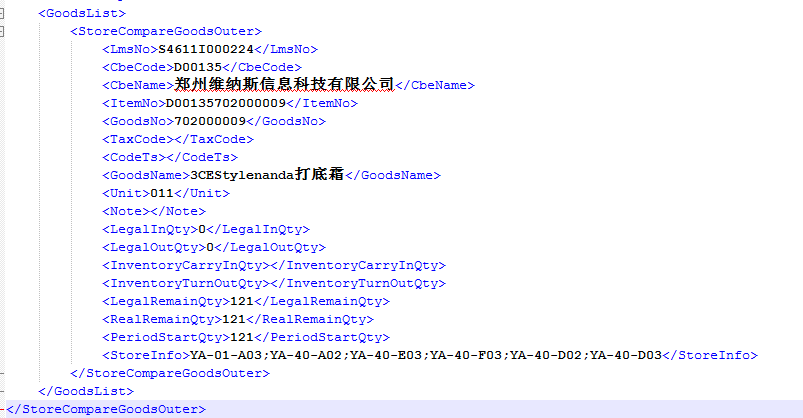 <GoodsList>
<StoreCompareGoodsOuter>
<LmsNo>S4611I000224</LmsNo>
<CbeCode>D00135</CbeCode>
<CbeName>郑州维纳斯信息科技有限公司</CbeName>
<ItemNo>D00135702000009</ItemNo>
<GoodsNo>702000009</GoodsNo>
<TaxCode></TaxCode>
<CodeTs></CodeTs>
<GoodsName>3CEStylenanda打底霜</GoodsName>
<Unit>011</Unit>
<Note></Note>
<LegalInQty>0</LegalInQty>
<LegalOutQty>0</LegalOutQty>
<InventoryCarryInQty></InventoryCarryInQty>
<InventoryTurnOutQty></InventoryTurnOutQty>
<LegalRemainQty>121</LegalRemainQty>
<RealRemainQty>121</RealRemainQty>
<PeriodStartQty>121</PeriodStartQty>
<StoreInfo>YA-01-A03;YA-40-A02;YA-40-E03;YA-40-F03;YA-40-D02;YA-40-D03</StoreInfo>
</StoreCompareGoodsOuter>
</GoodsList>
</StoreCompareGoodsOuter>